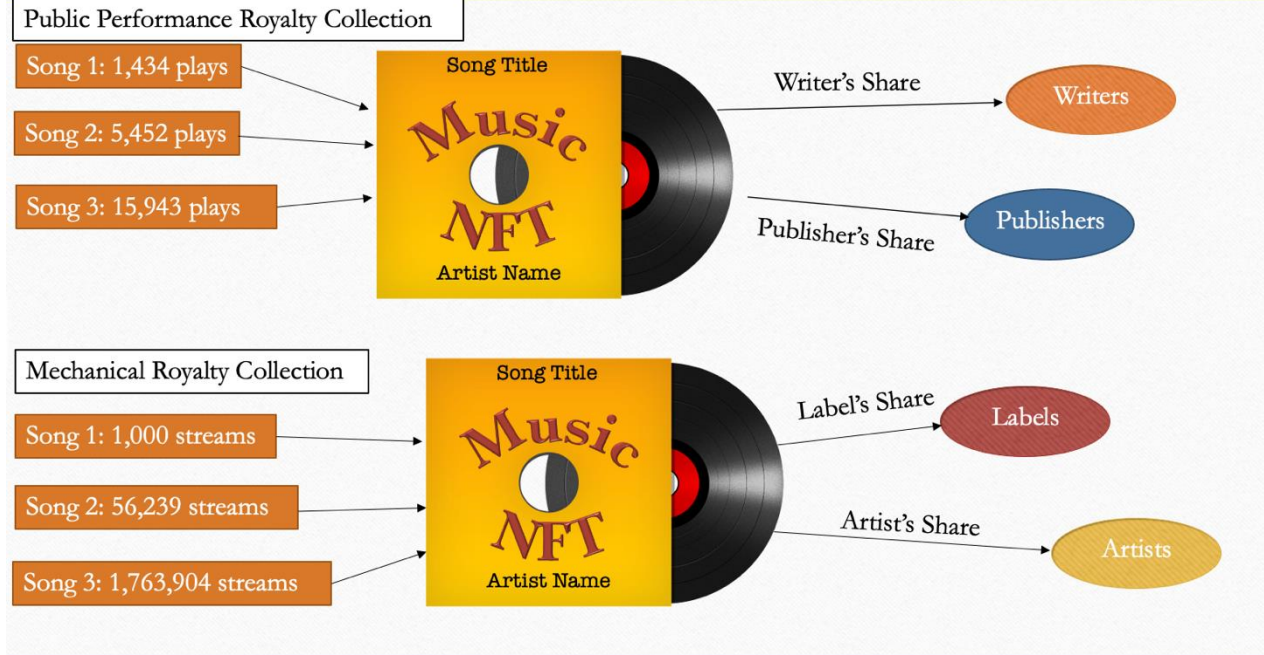 Public Performance Royalty Collection
Song 1: 1,434 plays
Song 2: 5,452 plays
Song 3: 15,943 plays
Song Title
Music
NFT
Artist Name
Writer's Share
Writers
Publisher's Share
Publishers
Mechanical Royalty Collection
Song 1: 1,000 streams
Song 2: 56,239 streams
Song 3: 1,763,904 streams
Song Title
Music
NFT
Artist Name
Label's Share
Labels
Artist's Share
Artists